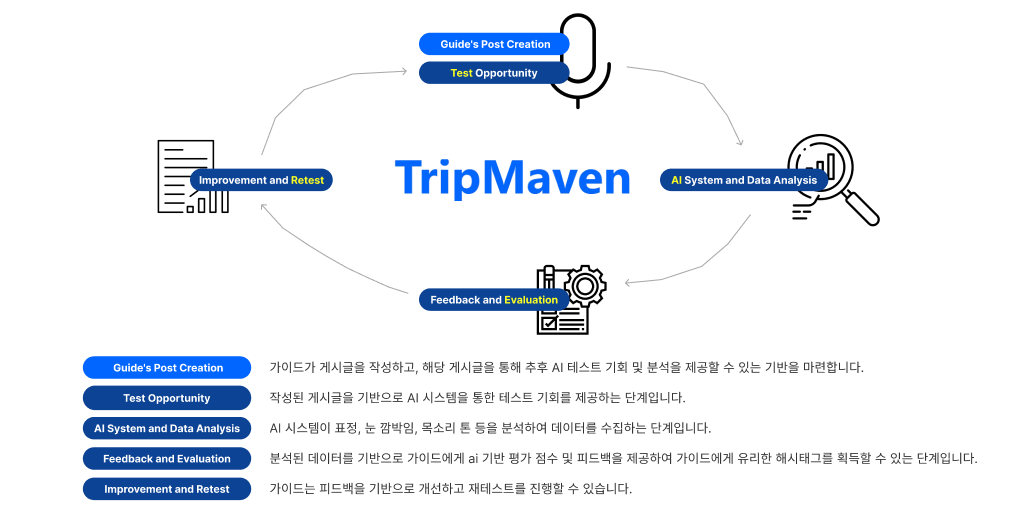 Guide's Post Creation
Test Opportunity
TripMaven
Improvement and Retest
AI System and Data Analysis
Feedback and Evaluation
Guide's Post Creation 가이드가 게시글을 작성하고, 해당 게시글을 통해 추후 AI 테스트 기회 및 분석을 제공할 수 있는 기반을 마련합니다.
Test Opportunity 작성된 게시글을 기반으로 AI 시스템을 통한 테스트 기회를 제공하는 단계입니다.
AI System and Data Analysis AI 시스템이 표정, 눈 깜박임, 목소리 톤 등을 분석하여 데이터를 수집하는 단계입니다.
Feedback and Evaluation 분석된 데이터를 기반으로 가이드에게 ai 기반 평가 점수 및 피드백을 제공하여 가이드에게 유리한 해시태그를 획득할 수 있는 단계입니다.
Improvement and Retest 가이드는 피드백을 기반으로 개선하고 재테스트를 진행할 수 있습니다.